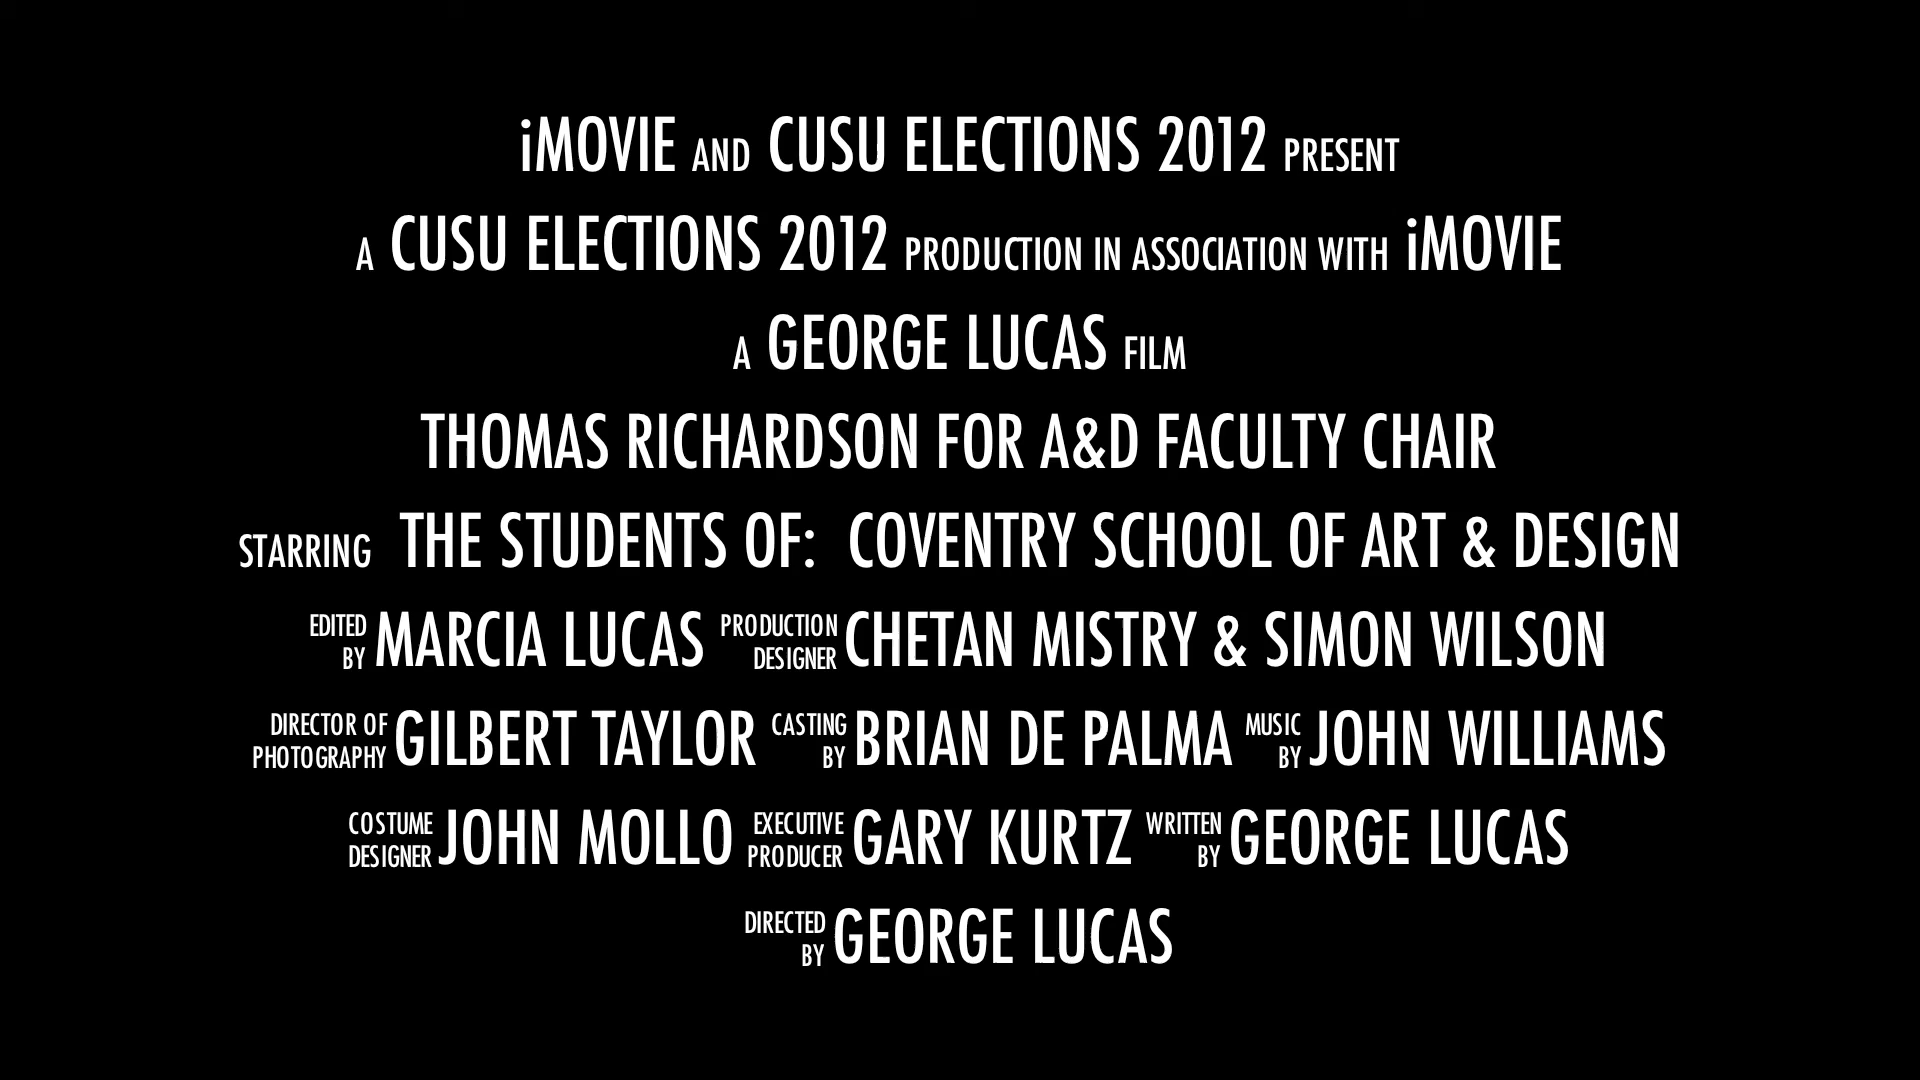 iMOVIE AND CUSU ELECTIONS 2012 PRESENT
A CUSU ELECTIONS 2012 PRODUCTION IN ASSOCIATION WITH iMOVIE
A GEORGE LUCAS FILM
THOMAS RICHARDSON FOR A&D FACULTY CHAIR
STARRING THE STUDENTS OF: COVENTRY SCHOOL OF ART & DESIGN
EDITED BY MARCIA LUCAS PRODUCTION DESIGNER CHETAN MISTRY & SIMON WILSON
DIRECTOR OF PHOTOGRAPHY GILBERT TAYLOR CASTING BY BRIAN DE PALMA MUSIC BY JOHN WILLIAMS
COSTUME DESIGNER JOHN MOLLO EXECUTIVE PRODUCER GARY KURTZ WRITTEN BY GEORGE LUCAS
DIRECTED BY GEORGE LUCAS